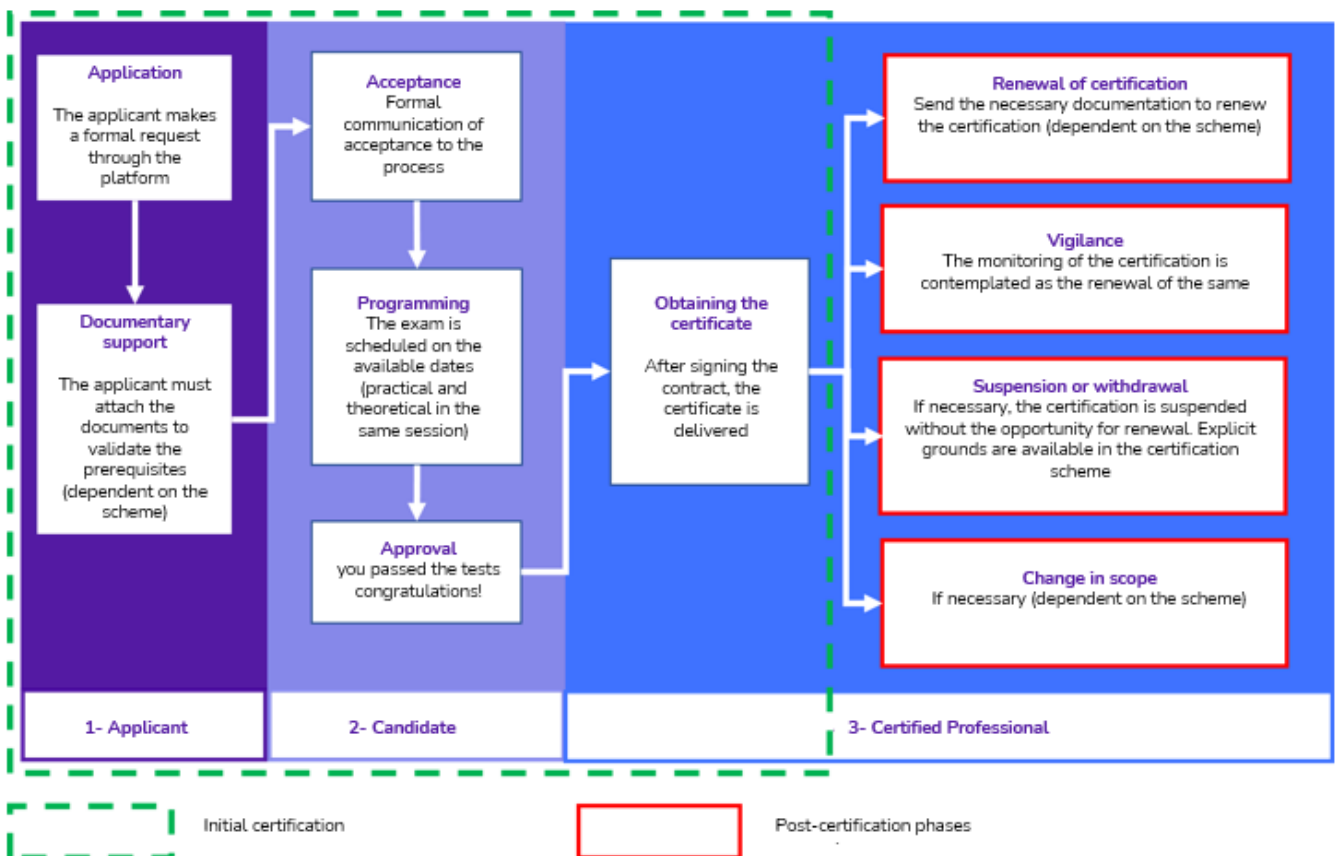 Application
The applicant makes
a formal request
through the
platform
Documentary
support
The applicant must
attach the
documents to
validate the
prerequisites
(dependent on the
scheme)
Acceptance
Formal
communication of
acceptance to the
process
Programming
The exam is
scheduled on the
available dates
(practical and
theoretical in the
same session)
Approval
you passed the tests
congratulations!
Obtaining the
certificate
After signing the
contract, the
certificate is
delivered
Renewal of certification
Send the necessary documentation to renew
the certification (dependent on the scheme)
Vigilance
The monitoring of the certification is
contemplated as the renewal of the same
Suspension or withdrawal
If necessary, the certification is suspended
without the opportunity for renewal. Explicit
grounds are available in the certification
scheme
Change in scope
If necessary (dependent on the scheme)
1- Applicant
2- Candidate
3- Certified Professional
Initial certification
Post-certification phases